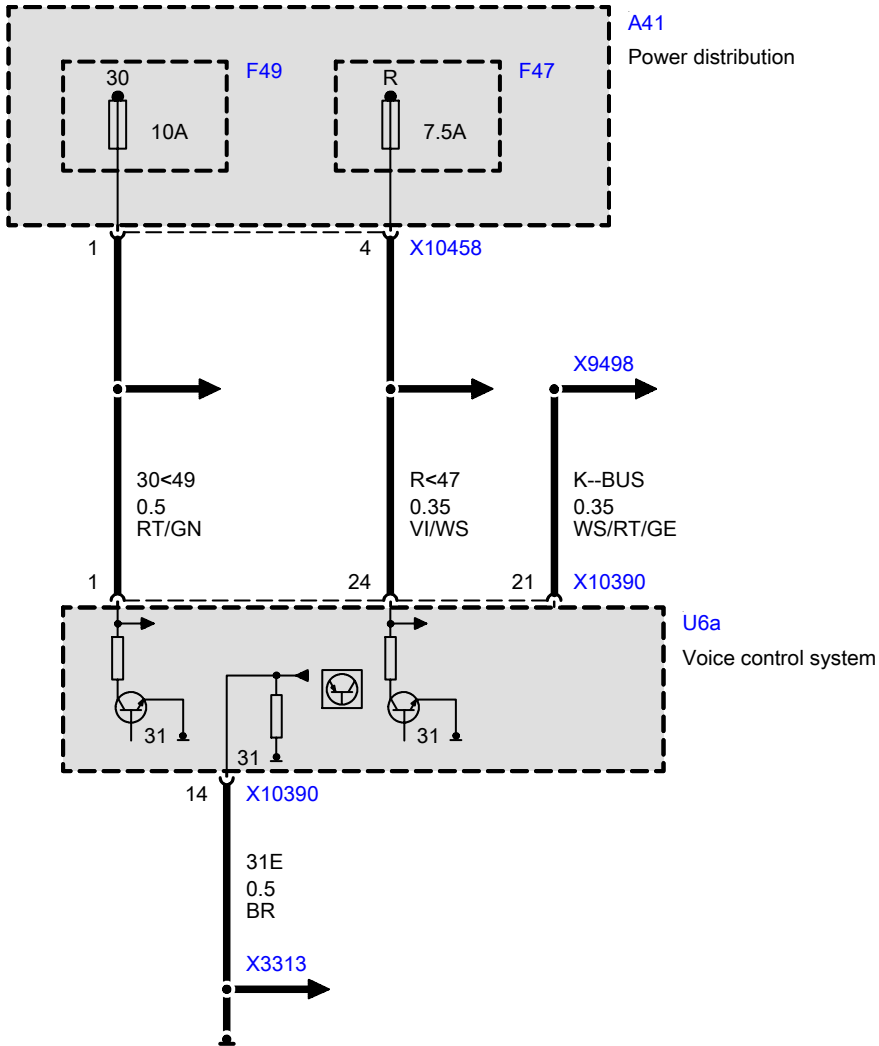 A41
Power distribution
30
F49
R
F47
10A
7.5A
1
4
X10458
X9498
30<49
0.5
RT/GN
R<47
0.35
VI/WS
K--BUS
0.35
WS/RT/GE
1
24
21
X10390
U6a
Voice control system
31
31
31
14
X10390
31E
0.5
BR
X3313